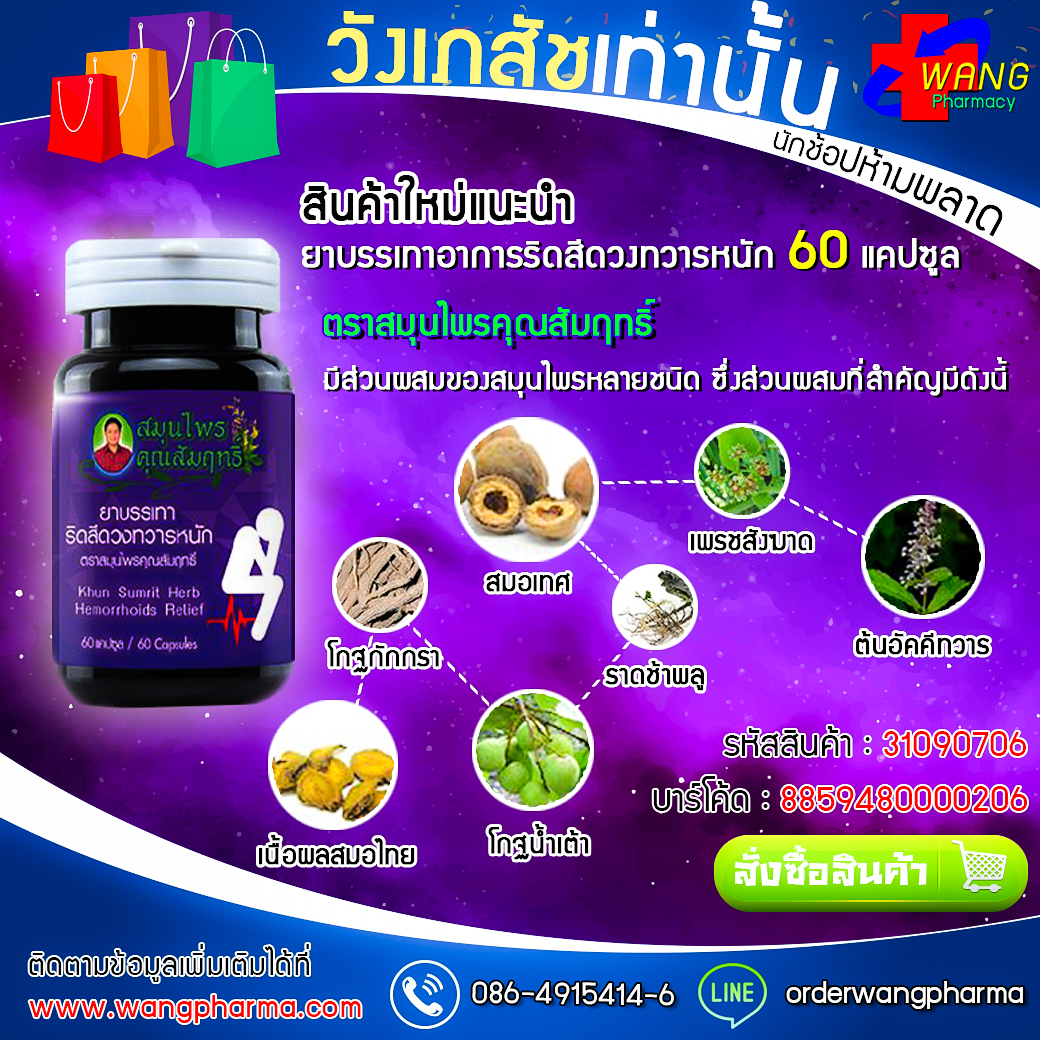 วังเภสัชเท่านั้น
WANG
Pharmacy
นักช้อปห้ามพลาด
สินค้าใหม่แนะนำ
ยาบรรเทาอาการริดสีดวงทวารหนัก 60 แคปซูล
ตราสมุนไพรคุณสัมฤทธิ์
มีส่วนผสมของสมุนไพรหลายชนิด ซึ่งส่วนผสมที่สำคัญมีดังนี้
สมุนไพร
คุณสัมฤทธิ์
ยาบรรเทา
ริดสีดวงทวารหนัก
ตราสมุนไพรคุณสัมฤทธิ์
Khun Sumrit Herb
Hemorrhoids Relief
60 แคปซูล / 60 Capsules
สมอเทศ
เพรชสังฆาด
ต้นอัคคีทวาร
โกฐกักกรา
ราดช้าพลู
เนื้อผลสมอไทย
โกฐน้ำเต้า
รหัสสินค้า : 31090706
บาร์โค้ด : 8859480000206
สั่งซื้อสินค้า
ติดตามข้อมูลเพิ่มเติมได้ที่
www.wangpharma.com
086-4915414-6
LINE
orderwangpharma